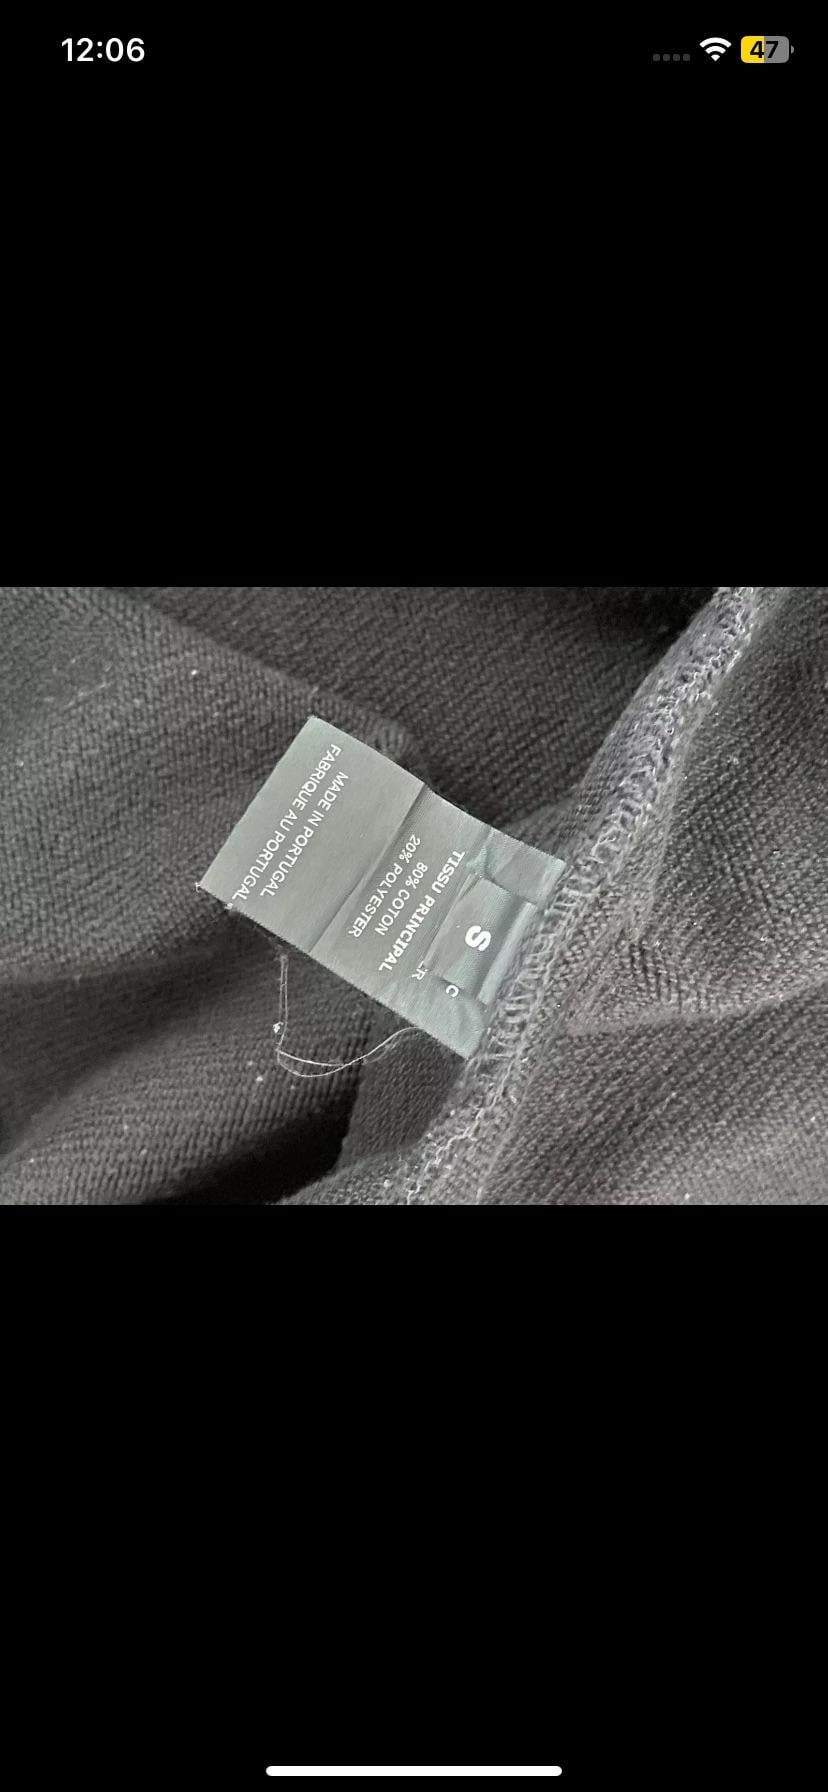 12:06
47
S
TISSU PRINCIPAL
80% COTON
20% POLYESTER
MADE IN PORTUGAL
FABRIQUE AU PORTUGAL